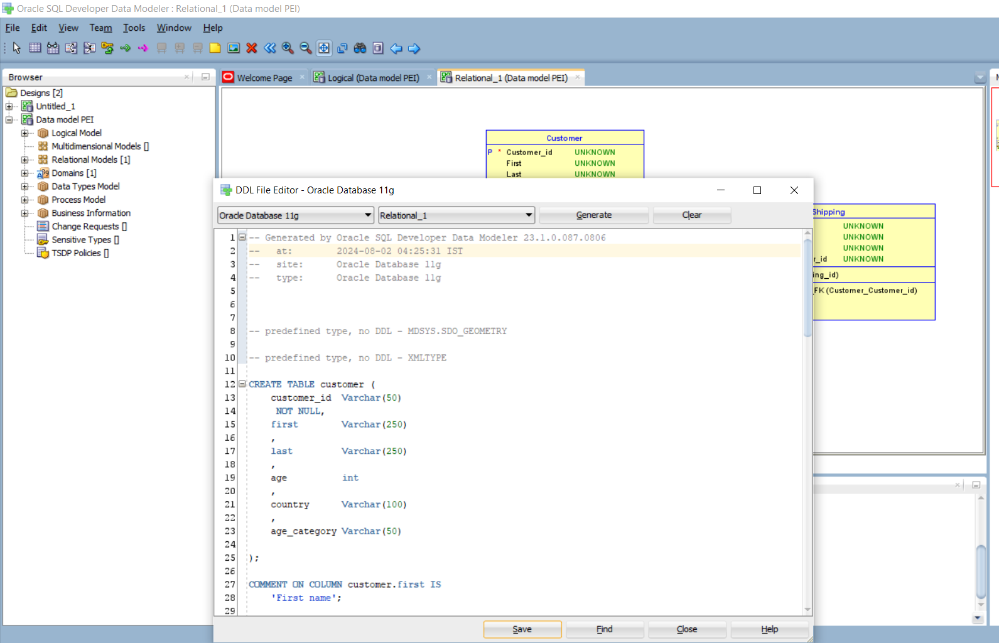 Oracle SQL Developer Data Modeler : Relational_1 (Data model PEI)
File Edit View Team Tools Window Help
Browser
Welcome Page
Logical (Data model PEI)
Relational_1 (Data model PEI)
Designs [2]
Untitled_1
Data model PEI
Logical Model
Multidimensional Models []
Relational Models [1]
Domains [1]
Data Types Model
Process Model
Business Information
Change Requests []
Sensitive Types []
TSDP Policies []
Customer
P * Customer_id UNKNOWN
First UNKNOWN
Last UNKNOWN
Shipping
UNKNOWN
UNKNOWN
UNKNOWN
r_id UNKNOWN
ing_id)
_FK (Customer_Customer_id)
DDL File Editor - Oracle Database 11g
Oracle Database 11g Relational_1 Generate Clear
1 -- Generated by Oracle SQL Developer Data Modeler 23.1.0.087.0806
2 -- at: 2024-08-02 04:25:31 IST
3 -- site: Oracle Database 11g
4 -- type: Oracle Database 11g
5
6
7
8 -- predefined type, no DDL - MDSYS.SDO_GEOMETRY
9
10 -- predefined type, no DDL - XMLTYPE
11
12 CREATE TABLE customer (
13 customer_id Varchar(50)
14 NOT NULL,
15 first Varchar(250)
16 ,
17 last Varchar(250)
18 ,
19 age int
20 ,
21 country Varchar(100)
22 ,
23 age_category Varchar(50)
24
25 );
26
27 COMMENT ON COLUMN customer.first IS
28 'First name';
29
Save Find Close Help